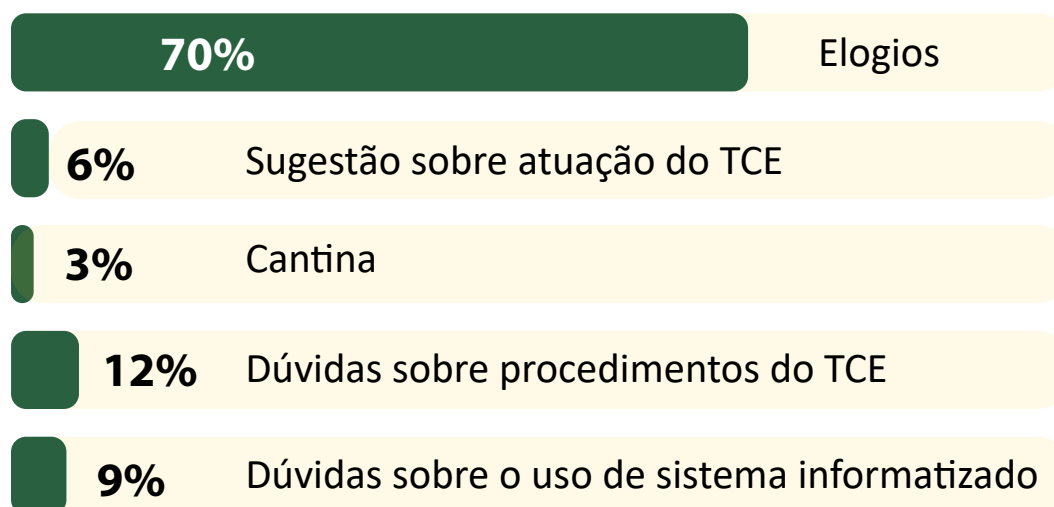 70% Elogios
6% Sugestão sobre atuação do TCE
3% Cantina
12% Dúvidas sobre procedimentos do TCE
9% Dúvidas sobre o uso de sistema informatizado